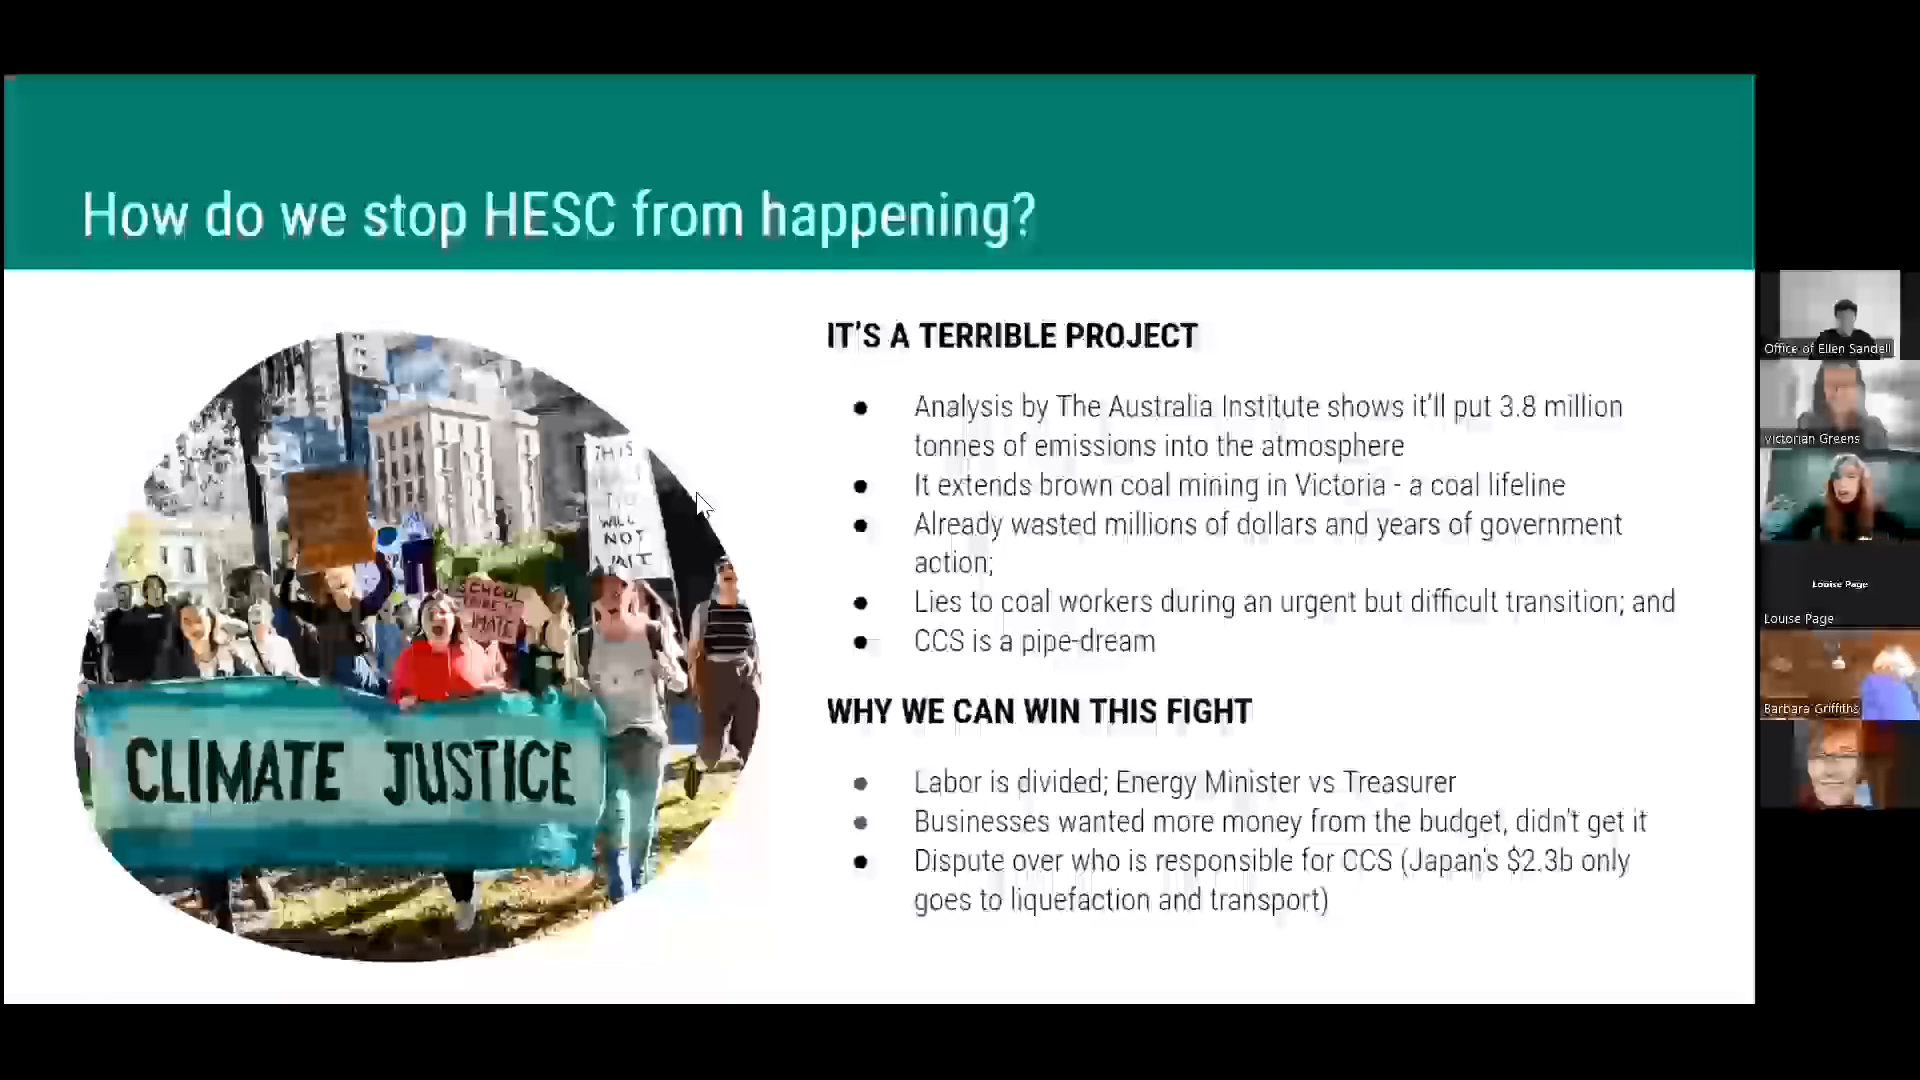 How do we stop HESC from happening?
IT'S A TERRIBLE PROJECT
● Analysis by The Australia Institute shows it'll put 3.8 million
tonnes of emissions into the atmosphere
● It extends brown coal mining in Victoria - a coal lifeline
● Already wasted millions of dollars and years of government
action;
● Lies to coal workers during an urgent but difficult transition; and
● CCS is a pipe-dream
WHY WE CAN WIN THIS FIGHT
● Labor is divided; Energy Minister vs Treasurer
● Businesses wanted more money from the budget, didn't get it
● Dispute over who is responsible for CCS (Japan's $2.3b only
goes to liquefaction and transport)
THIS
WILL
NOT
WAIT
SCHOOL
CLIMATE JUSTICE
Office of Ellen Sandell
Victorian Greens
Louise Page
Louise Page
Barbara Griffiths